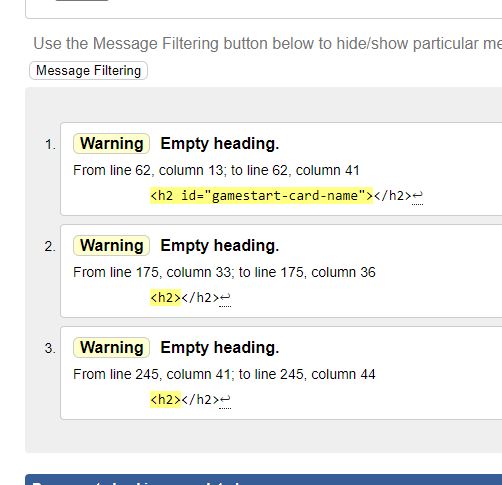 Use the Message Filtering button below to hide/show particular me
Message Filtering
1. Warning Empty heading.
From line 62, column 13; to line 62, column 41
<h2 id="gamestart-card-name"></h2>↩
2. Warning Empty heading.
From line 175, column 33; to line 175, column 36
<h2></h2>↩
3. Warning Empty heading.
From line 245, column 41; to line 245, column 44
<h2></h2>↩